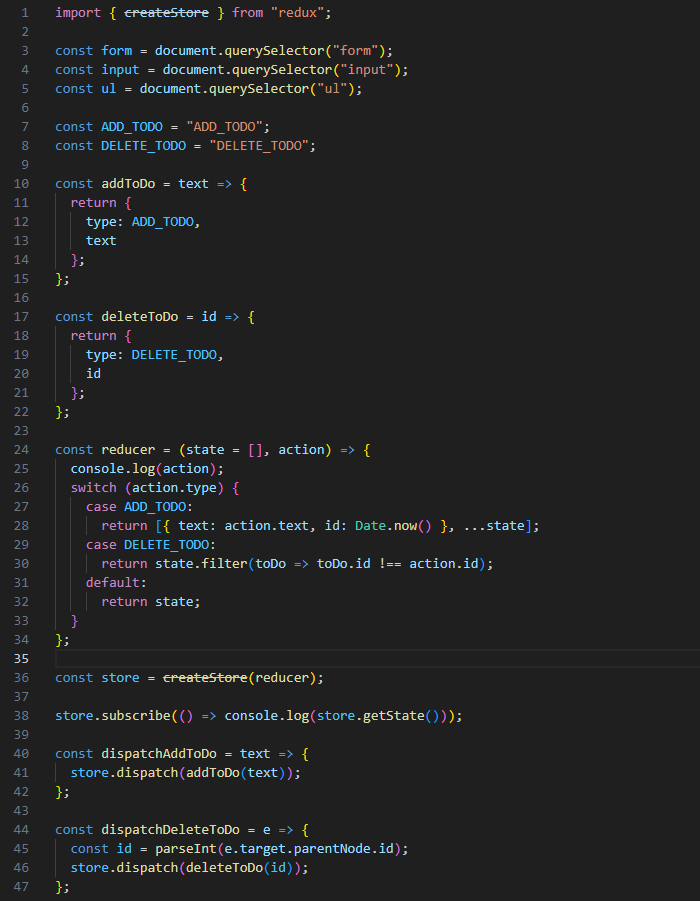 1 import { createStore } from "redux";
2
3 const form = document.querySelector("form");
4 const input = document.querySelector("input");
5 const ul = document.querySelector("ul");
6
7 const ADD_TODO = "ADD_TODO";
8 const DELETE_TODO = "DELETE_TODO";
9
10 const addToDo = text => {
11   return {
12     type: ADD_TODO,
13     text
14   };
15 };
16
17 const deleteToDo = id => {
18   return {
19     type: DELETE_TODO,
20     id
21   };
22 };
23
24 const reducer = (state = [], action) => {
25   console.log(action);
26   switch (action.type) {
27     case ADD_TODO:
28       return [{ text: action.text, id: Date.now() }, ...state];
29     case DELETE_TODO:
30       return state.filter(toDo => toDo.id !== action.id);
31     default:
32       return state;
33   }
34 };
35
36 const store = createStore(reducer);
37
38 store.subscribe(() => console.log(store.getState()));
39
40 const dispatchAddToDo = text => {
41   store.dispatch(addToDo(text));
42 };
43
44 const dispatchDeleteToDo = e => {
45   const id = parseInt(e.target.parentNode.id);
46   store.dispatch(deleteToDo(id));
47 };